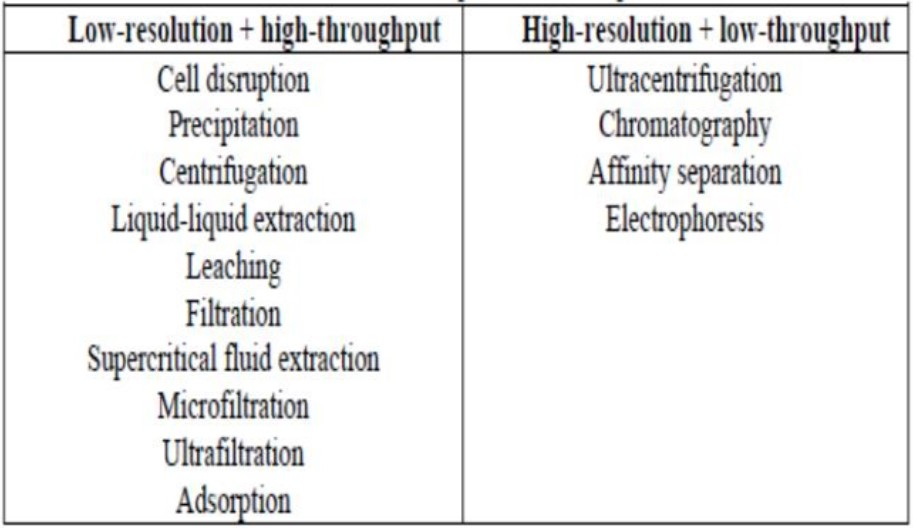 Low-resolution + high-throughput High-resolution + low-throughput
Cell disruption Ultracentrifugation
Precipitation Chromatography
Centrifugation Affinity separation
Liquid-liquid extraction Electrophoresis
Leaching
Filtration
Supercritical fluid extraction
Microfiltration
Ultrafiltration
Adsorption